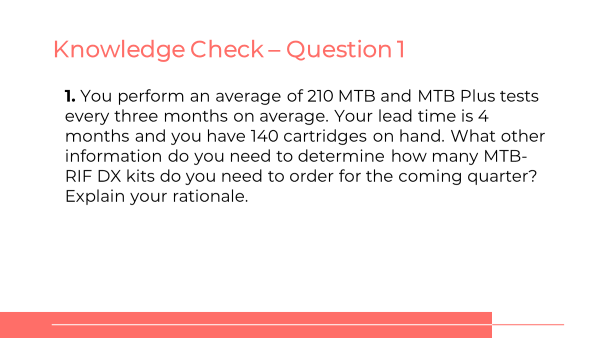 Knowledge Check – Question 1
1. You perform an average of 210 MTB and MTB Plus tests
every three months on average. Your lead time is 4
months and you have 140 cartridges on hand. What other
information do you need to determine how many MTB-
RIF DX kits do you need to order for the coming quarter?
Explain your rationale.